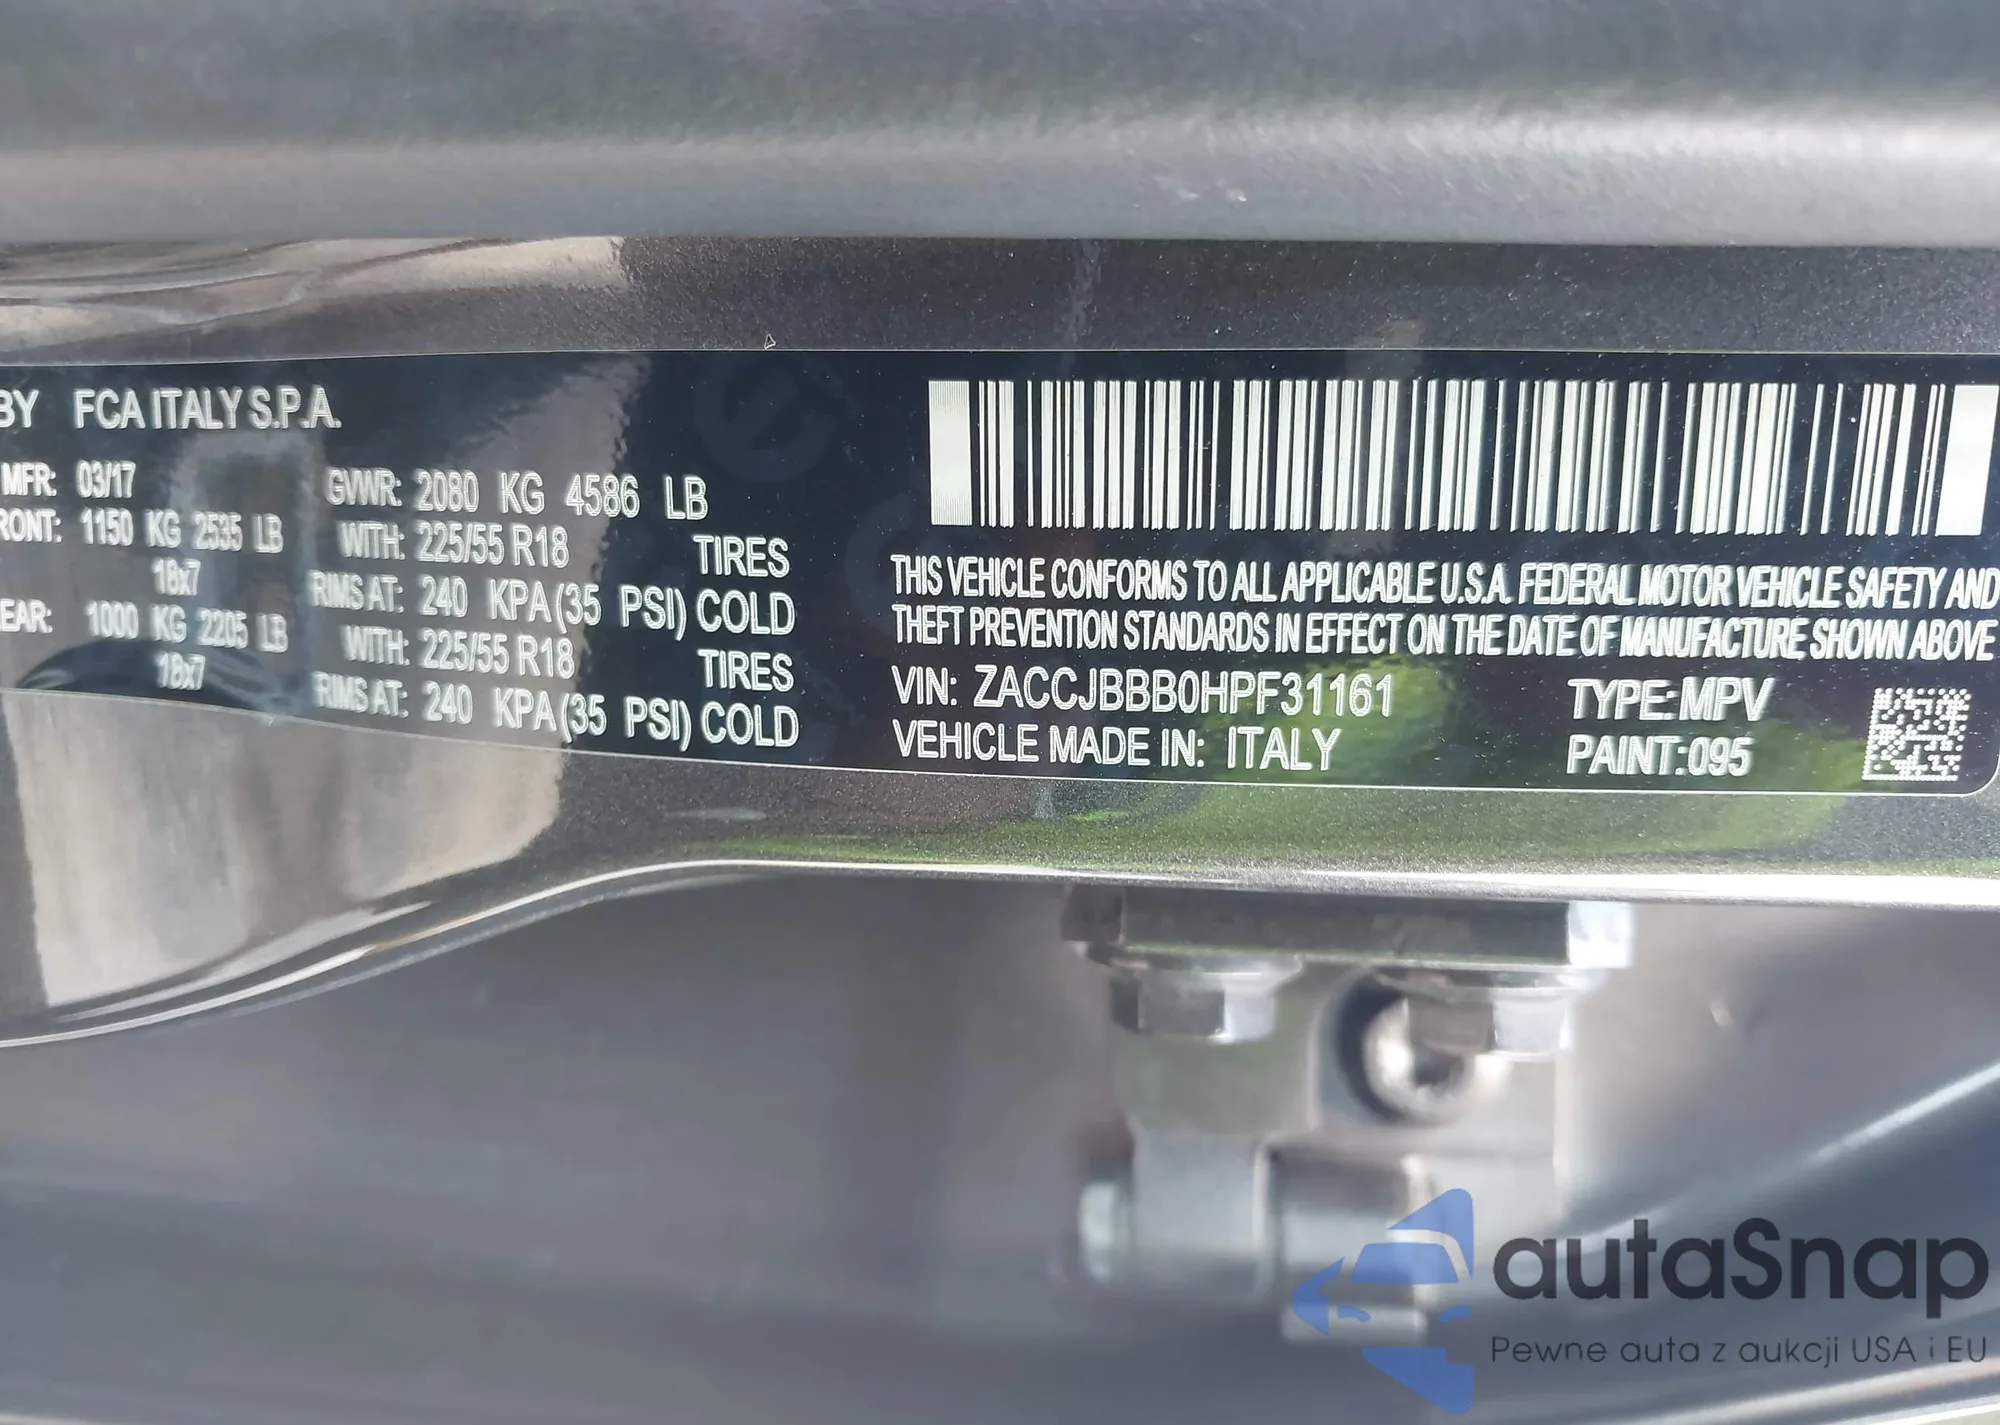 BY FCA ITALY S.P.A.
MFR: 03/17
GVWR: 2080 KG 4586 LB
RONT: 1150 KG 2535 LB
WITH: 225/55 R18 TIRES
18x7
RIMS AT: 240 KPA (35 PSI) COLD
EAR: 1000 KG 2205 LB
WITH: 225/55 R18 TIRES
18x7
RIMS AT: 240 KPA (35 PSI) COLD
THIS VEHICLE CONFORMS TO ALL APPLICABLE U.S.A. FEDERAL MOTOR VEHICLE SAFETY AND
THEFT PREVENTION STANDARDS IN EFFECT ON THE DATE OF MANUFACTURE SHOWN ABOVE
VIN: ZACCJBBB0HPF31161 TYPE: MPV
VEHICLE MADE IN: ITALY PAINT: 095
autaSnap
Pewne auta z aukcji USA i EU